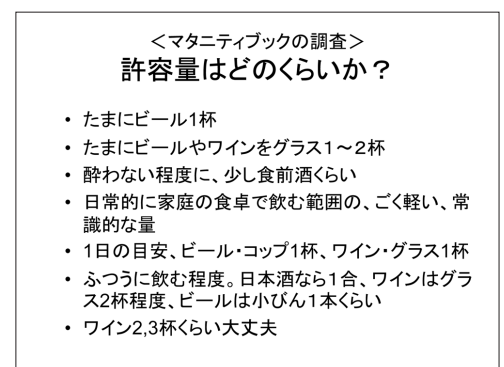 ＜マタニティブックの調査＞
許容量はどのくらいか？
• たまにビール1杯
• たまにビールやワインをグラス1～2杯
• 酔わない程度に、少し食前酒くらい
• 日常的に家庭の食卓で飲む範囲の、ごく軽い、常
識的な量
• 1日の目安、ビール・コップ1杯、ワイン・グラス1杯
• ふつうに飲む程度。日本酒なら1合、ワインはグラ
ス2杯程度、ビールは小びん1本くらい
• ワイン2,3杯くらい大丈夫